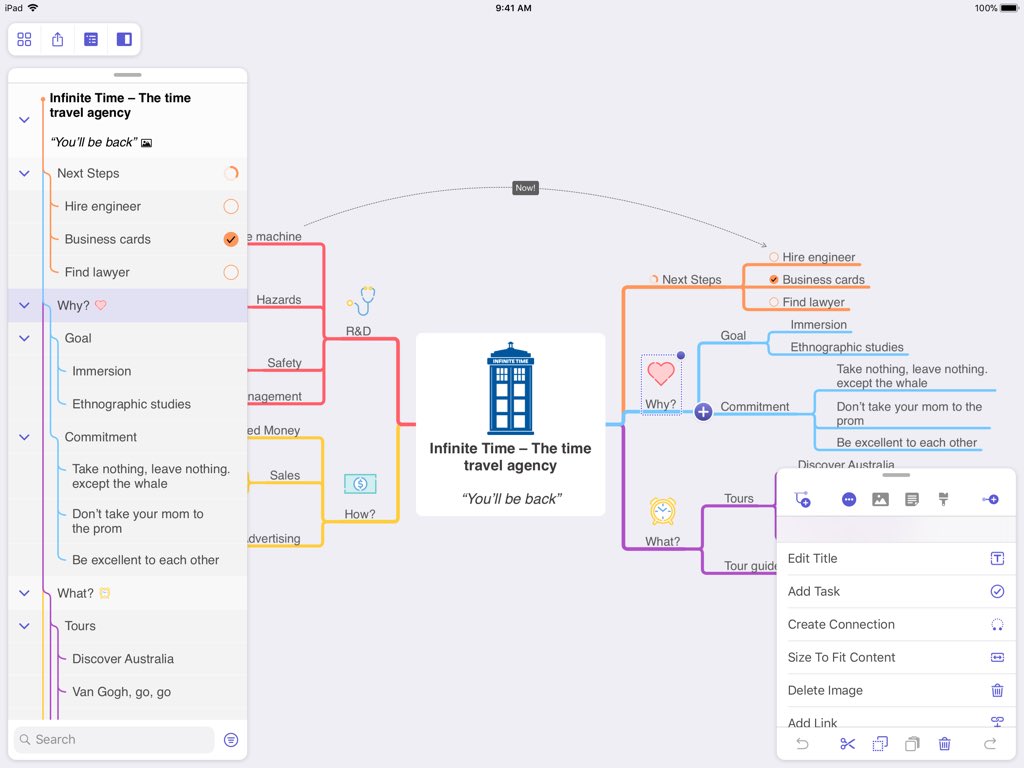 iPad
9:41 AM
100%
Infinite Time – The time
travel agency
“You’ll be back”
Next Steps
Hire engineer
Business cards
Find lawyer
Why?
Goal
Immersion
Ethnographic studies
Commitment
Take nothing, leave nothing.
except the whale
Don’t take your mom to
the prom
Be excellent to each other
What?
Tours
Discover Australia
Van Gogh, go, go
Search
Now!
machine
Hazards
Safety
R&D
Money
Sales
How?
INFINITE TIME
Infinite Time – The time
travel agency
“You’ll be back”
Next Steps
Hire engineer
Business cards
Find lawyer
Why?
Goal
Immersion
Ethnographic studies
Commitment
Take nothing, leave nothing.
except the whale
Don’t take your mom to the
prom
Be excellent to each other
Discover Australia
What?
Tours
Tour guide
Edit Title
Add Task
Create Connection
Size To Fit Content
Delete Image
Add Link